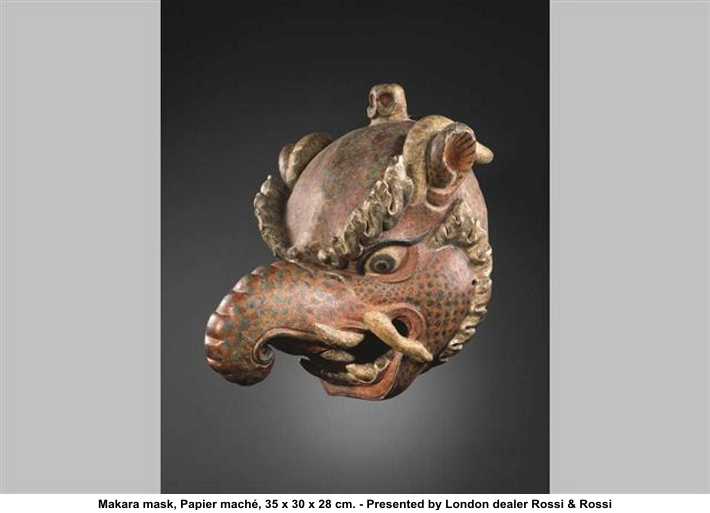 Makara mask, Papier maché, 35 x 30 x 28 cm. - Presented by London dealer Rossi & Rossi